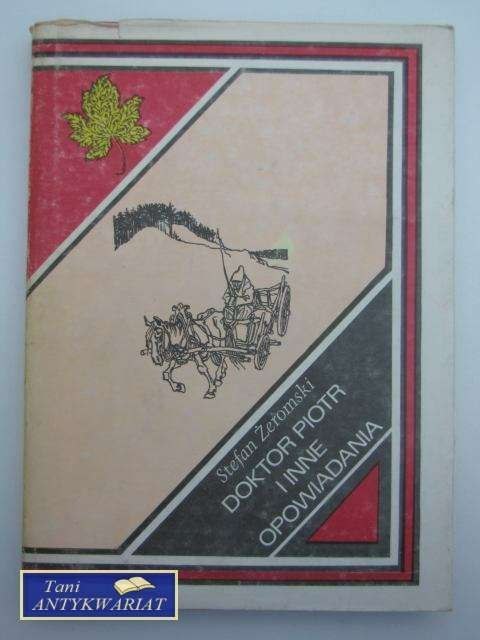 Stefan Żeromski
DOKTOR PIOTR
I INNE
OPOWIADANIA
Tani
ANTYKWARIAT